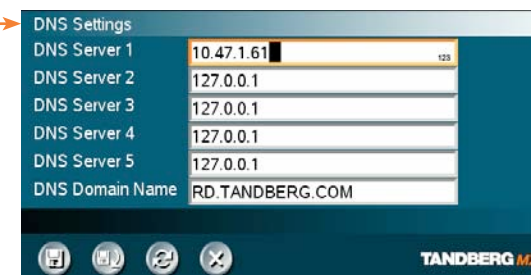 DNS Settings
DNS Server 1 10.47.1.61 123
DNS Server 2 127.0.0.1
DNS Server 3 127.0.0.1
DNS Server 4 127.0.0.1
DNS Server 5 127.0.0.1
DNS Domain Name RD.TANDBERG.COM
TANDBERG